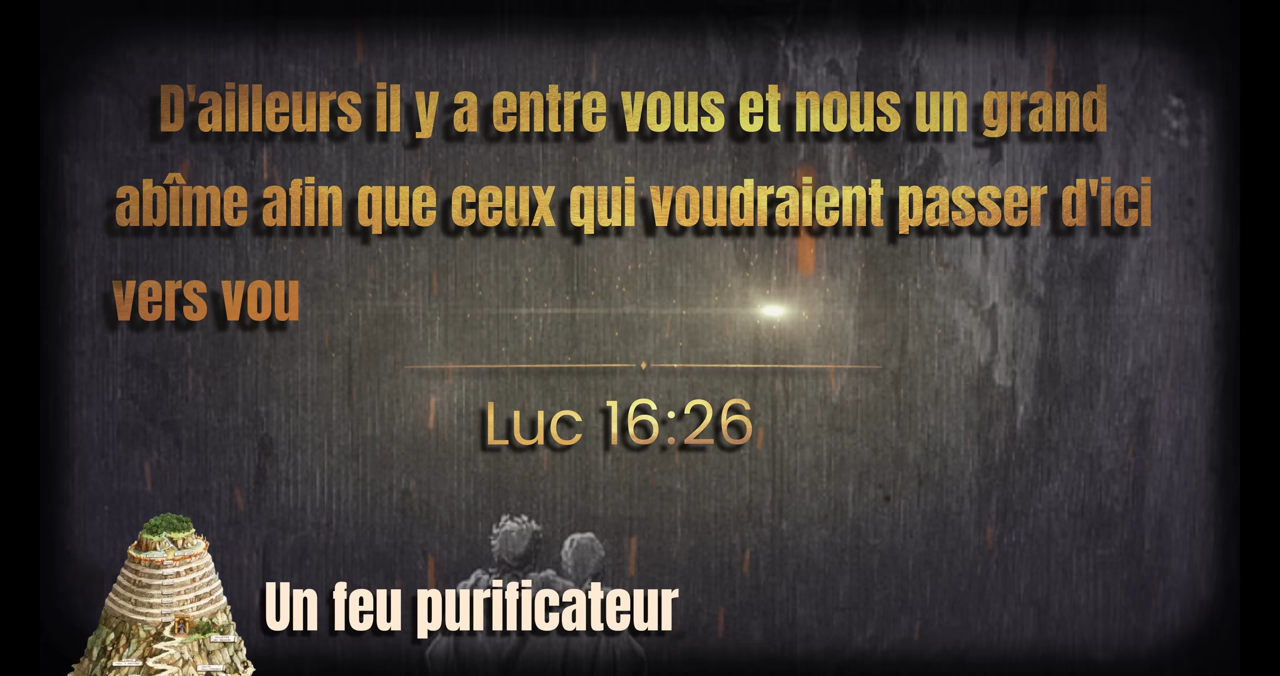 D'ailleurs il y a entre vous et nous un grand
abîme afin que ceux qui voudraient passer d'ici
vers vou
Luc 16:26
Un feu purificateur